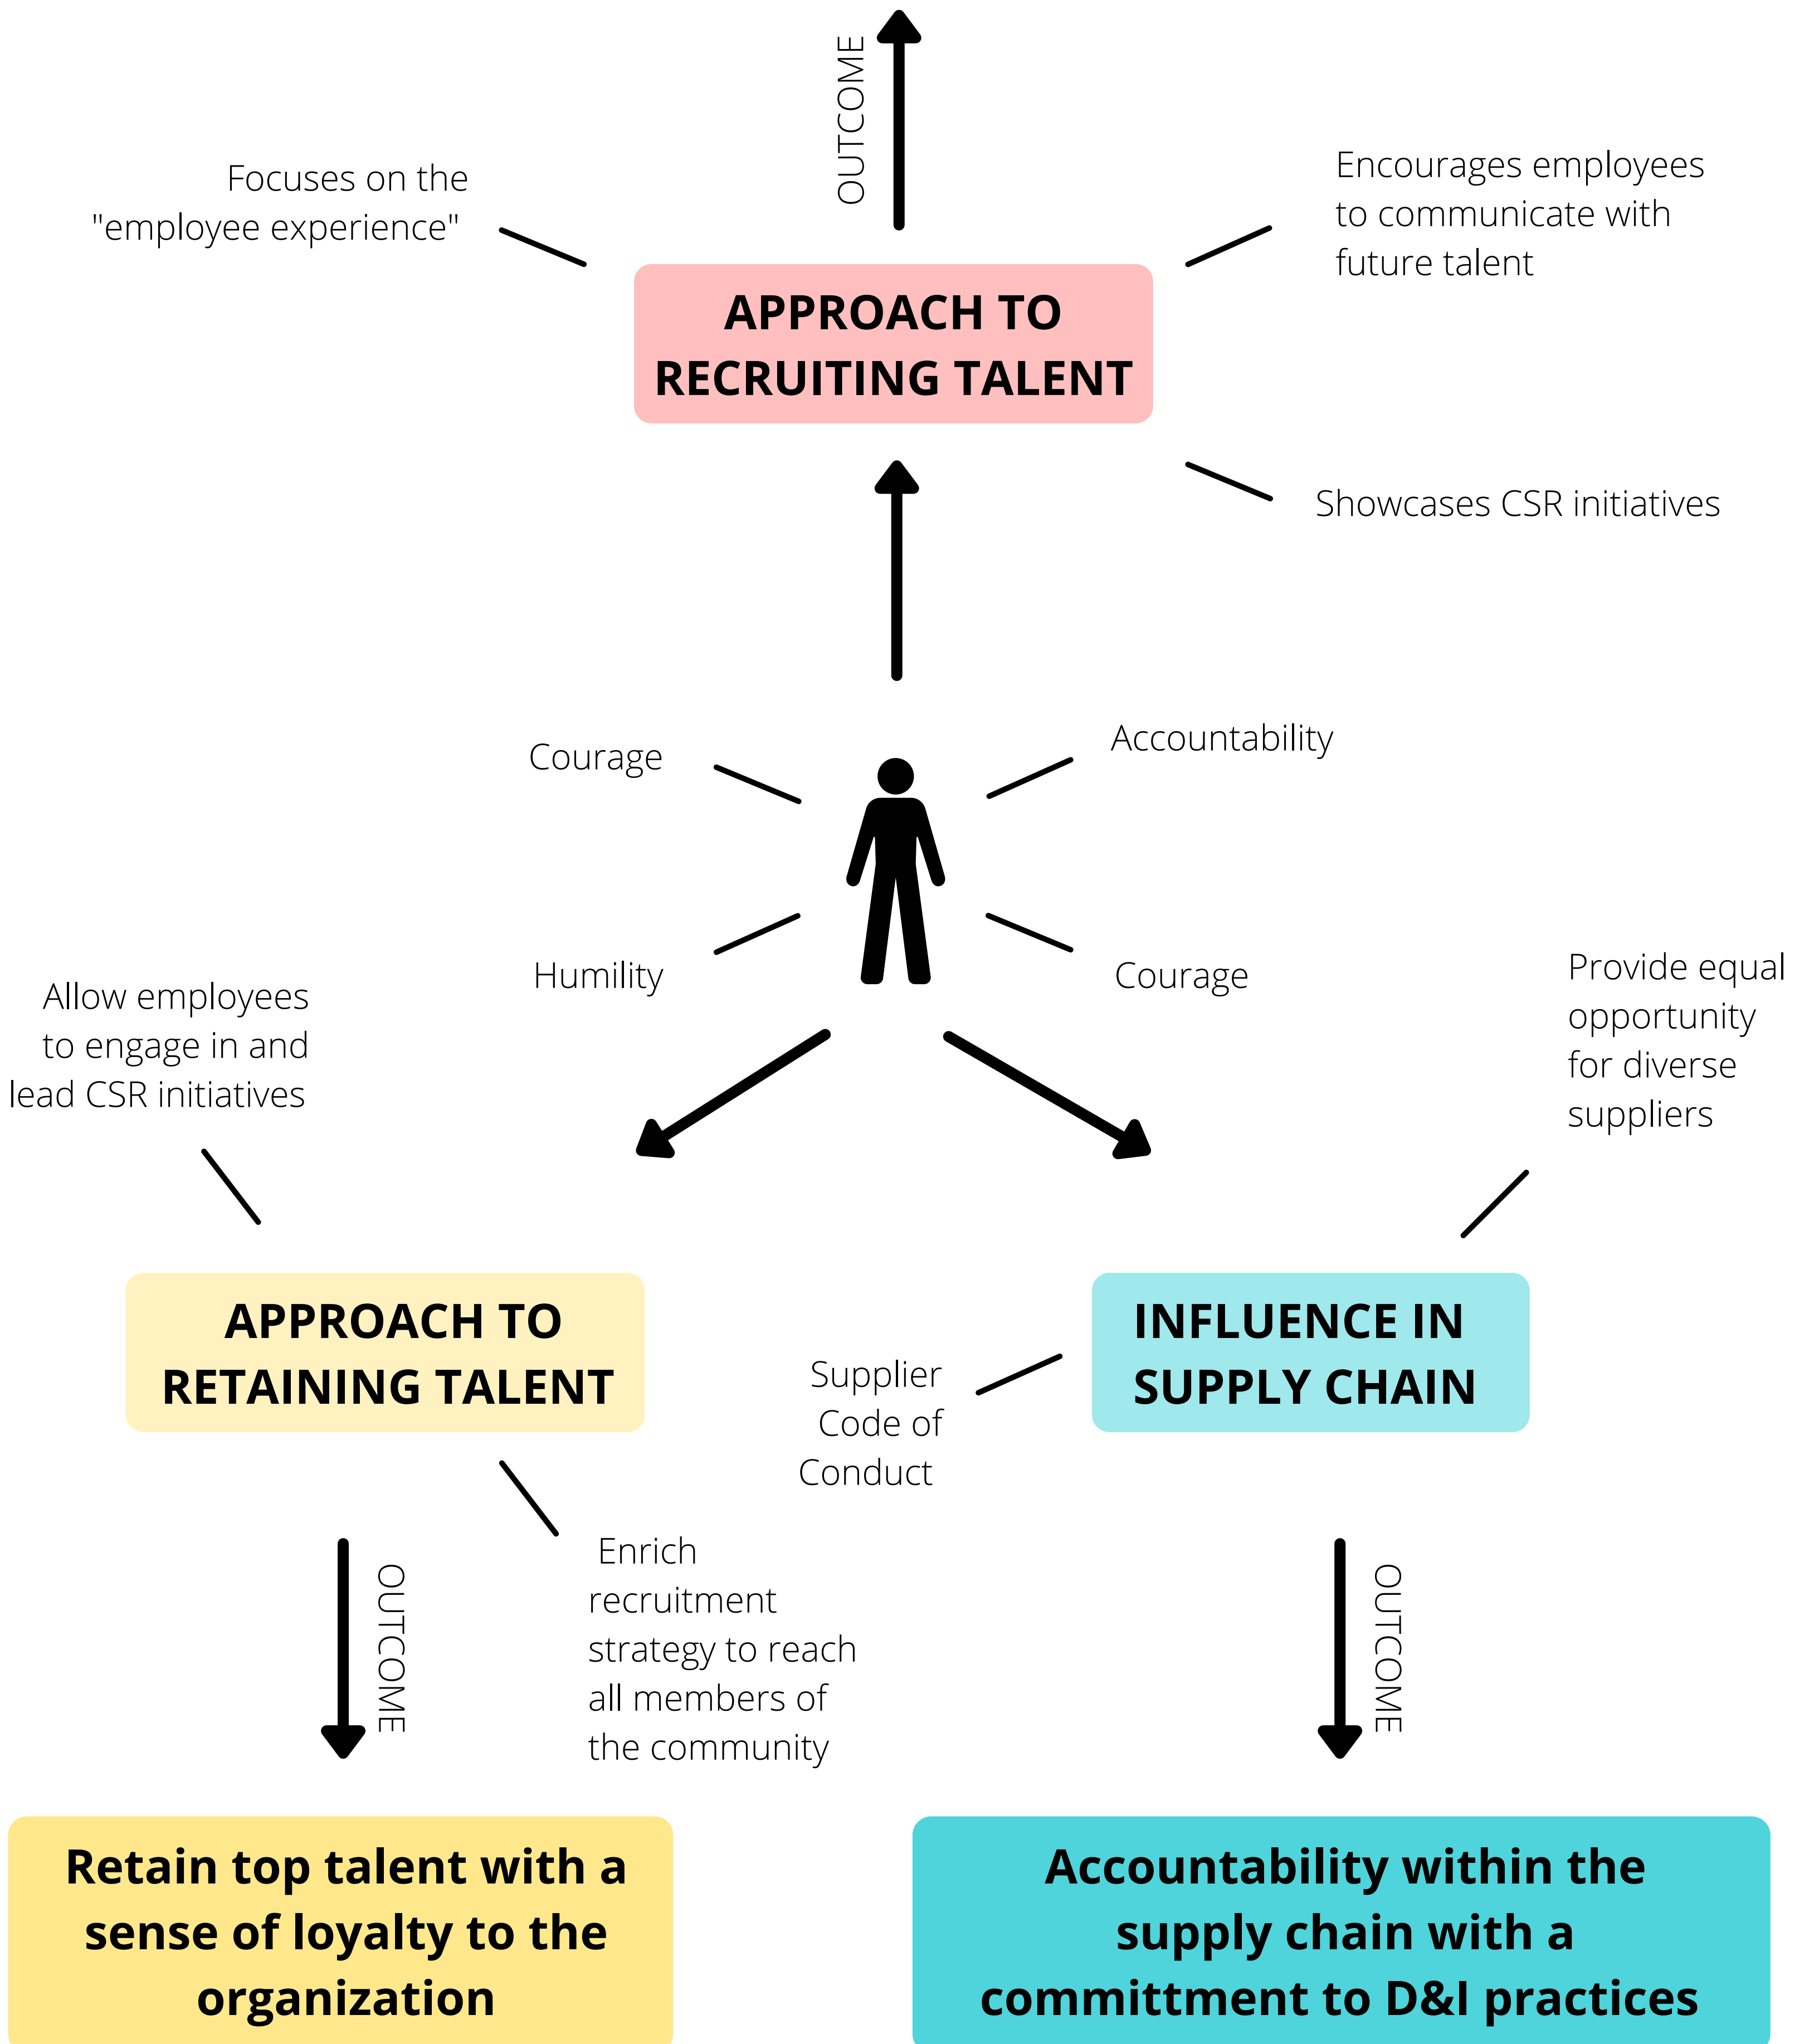 OUTCOME
Focuses on the
"employee experience"
Encourages employees
to communicate with
future talent
APPROACH TO
RECRUITING TALENT
Showcases CSR initiatives
Courage
Accountability
Humility
Courage
Allow employees
to engage in and
lead CSR initiatives
Provide equal
opportunity
for diverse
suppliers
APPROACH TO
RETAINING TALENT
INFLUENCE IN
SUPPLY CHAIN
Supplier
Code of
Conduct
OUTCOME
Enrich
recruitment
strategy to reach
all members of
the community
OUTCOME
Retain top talent with a
sense of loyalty to the
organization
Accountability within the
supply chain with a
committment to D&I practices